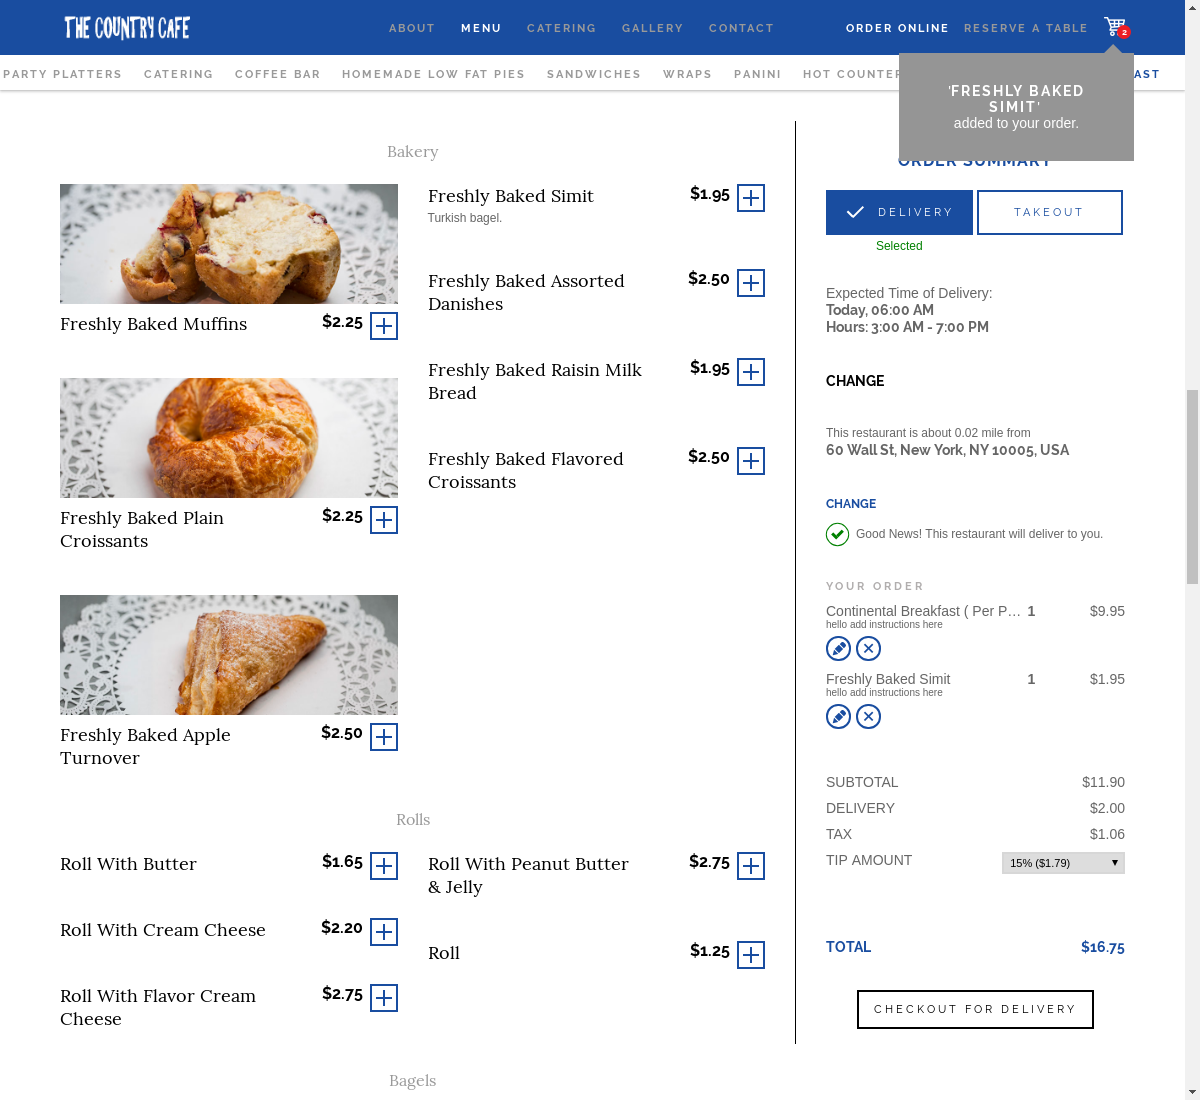 THE COUNTRY CAFE
ABOUT MENU CATERING GALLERY CONTACT ORDER ONLINE RESERVE A TABLE
2
PARTY PLATTERS CATERING COFFEE BAR HOMEMADE LOW FAT PIES SANDWICHES WRAPS PANINI HOT COUNTER AST
'FRESHLY BAKED
SIMIT'
added to your order.
Bakery
Freshly Baked Muffins $2.25
Freshly Baked Plain
Croissants
$2.25
Freshly Baked Apple
Turnover
$2.50
Freshly Baked Simit $1.95
Turkish bagel.
Freshly Baked Assorted
Danishes
$2.50
Freshly Baked Raisin Milk
Bread
$1.95
Freshly Baked Flavored
Croissants
$2.50
Rolls
Roll With Butter $1.65
Roll With Cream Cheese $2.20
Roll With Flavor Cream
Cheese
$2.75
Roll With Peanut Butter
& Jelly
$2.75
Roll $1.25
Bagels
ORDER SUMMARY
DELIVERY TAKEOUT
Selected
Expected Time of Delivery:
Today, 06:00 AM
Hours: 3:00 AM - 7:00 PM
CHANGE
This restaurant is about 0.02 mile from
60 Wall St, New York, NY 10005, USA
CHANGE
Good News! This restaurant will deliver to you.
YOUR ORDER
Continental Breakfast ( Per P... 1 $9.95
hello add instructions here
Freshly Baked Simit 1 $1.95
hello add instructions here
SUBTOTAL $11.90
DELIVERY $2.00
TAX $1.06
TIP AMOUNT 15% ($1.79)
TOTAL $16.75
CHECKOUT FOR DELIVERY